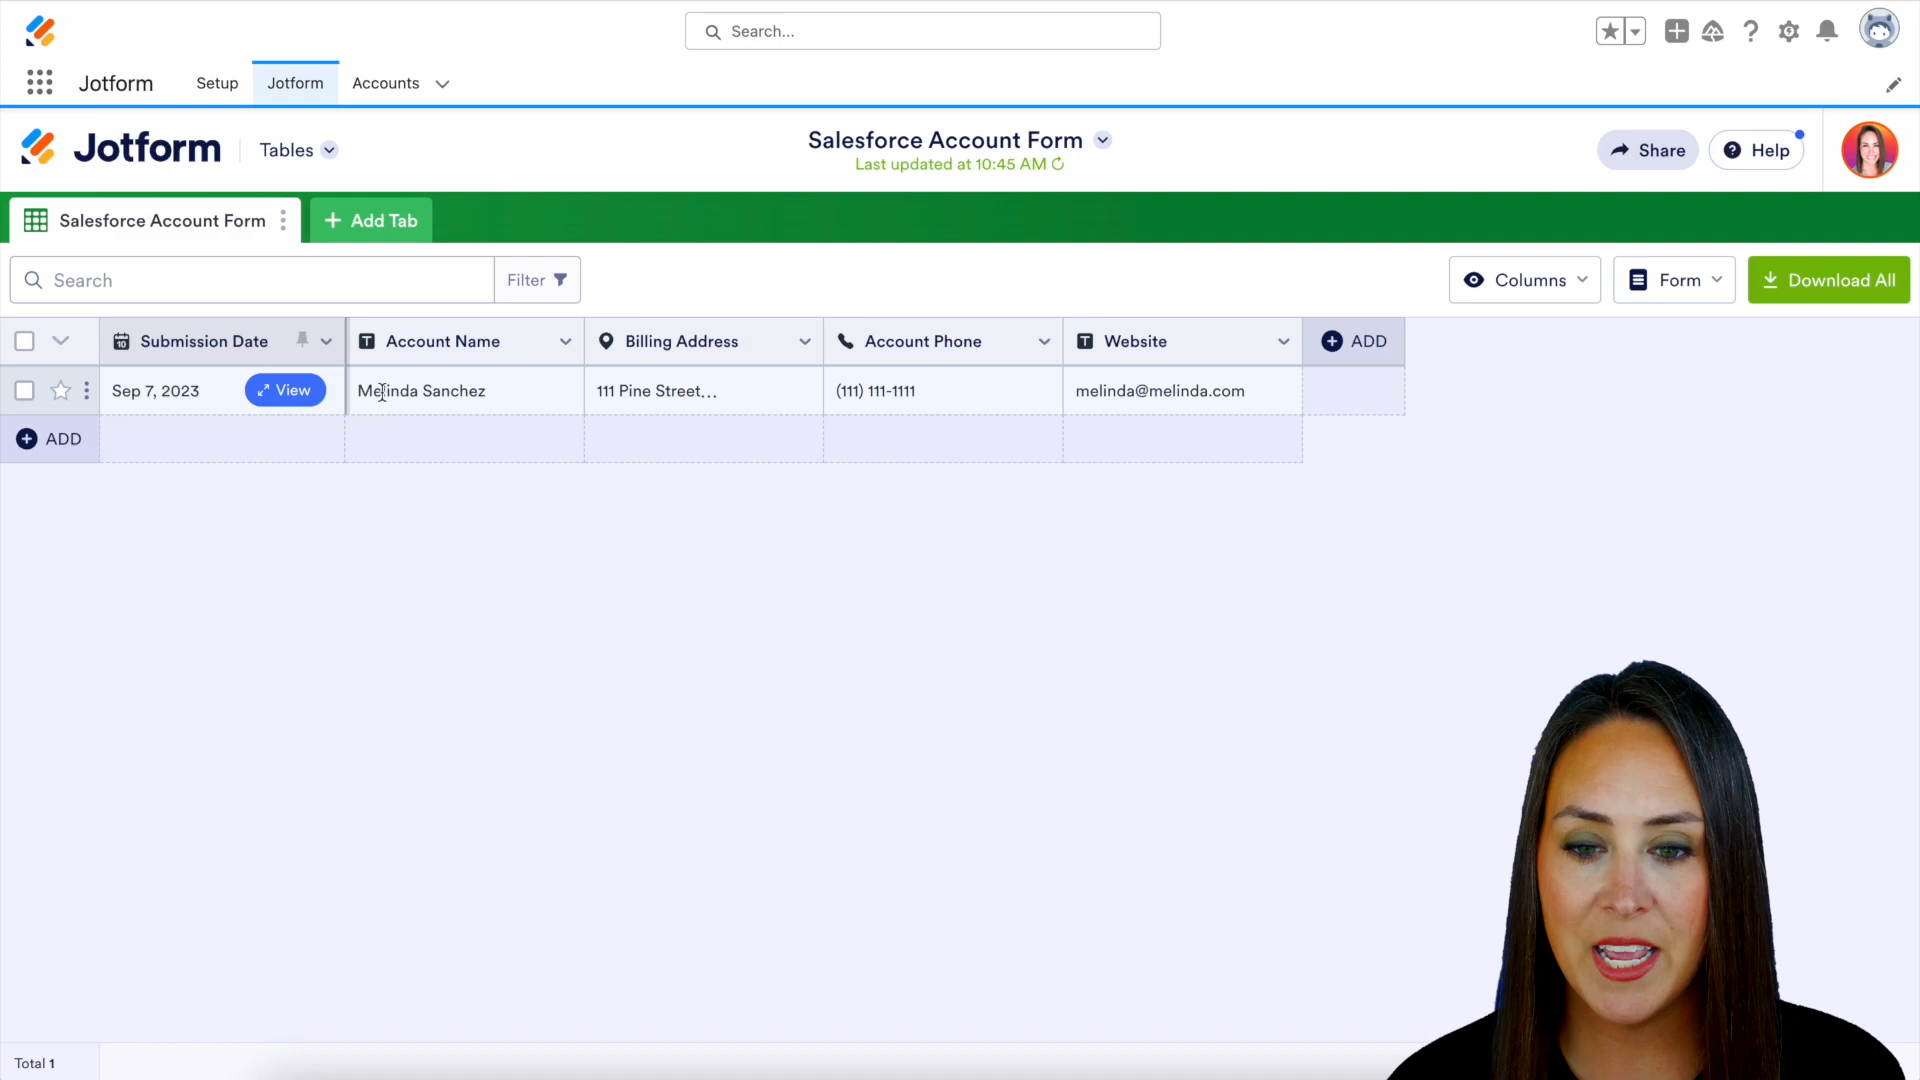 Search...
Jotform
Setup
Jotform
Accounts
Jotform
Tables
Salesforce Account Form
Last updated at 10:45 AM
Share
Help
Salesforce Account Form
+ Add Tab
Search
Filter
Columns
Form
Download All
Submission Date
Account Name
Billing Address
Account Phone
Website
ADD
Sep 7, 2023
View
Melinda Sanchez
111 Pine Street...
(111) 111-1111
melinda@melinda.com
ADD
Total 1